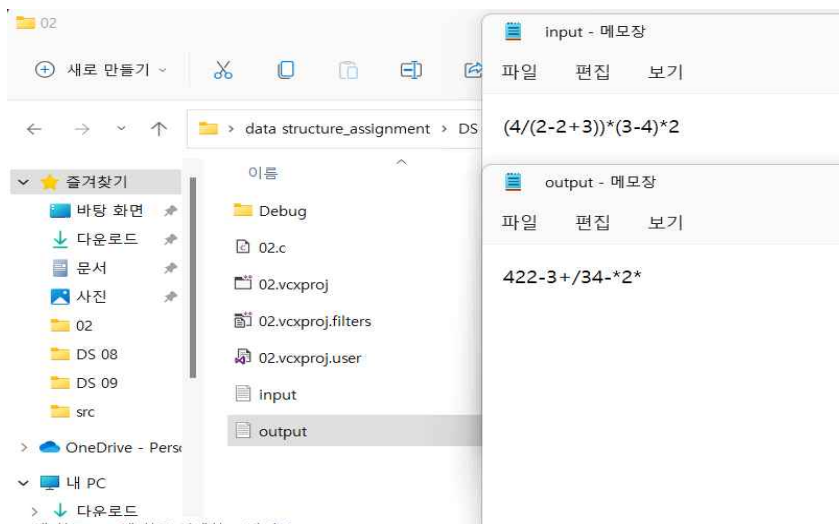 02
새로 만들기
data structure_assignment > DS
이름
즐겨찾기
바탕 화면
다운로드
문서
사진
02
DS 08
DS 09
src
OneDrive - Perso
내 PC
다운로드
Debug
02.c
02.vcxproj
02.vcxproj.filters
02.vcxproj.user
input
output
input - 메모장
파일 편집 보기
(4/(2-2+3))*(3-4)*2
output - 메모장
파일 편집 보기
422-3+/34-*2*